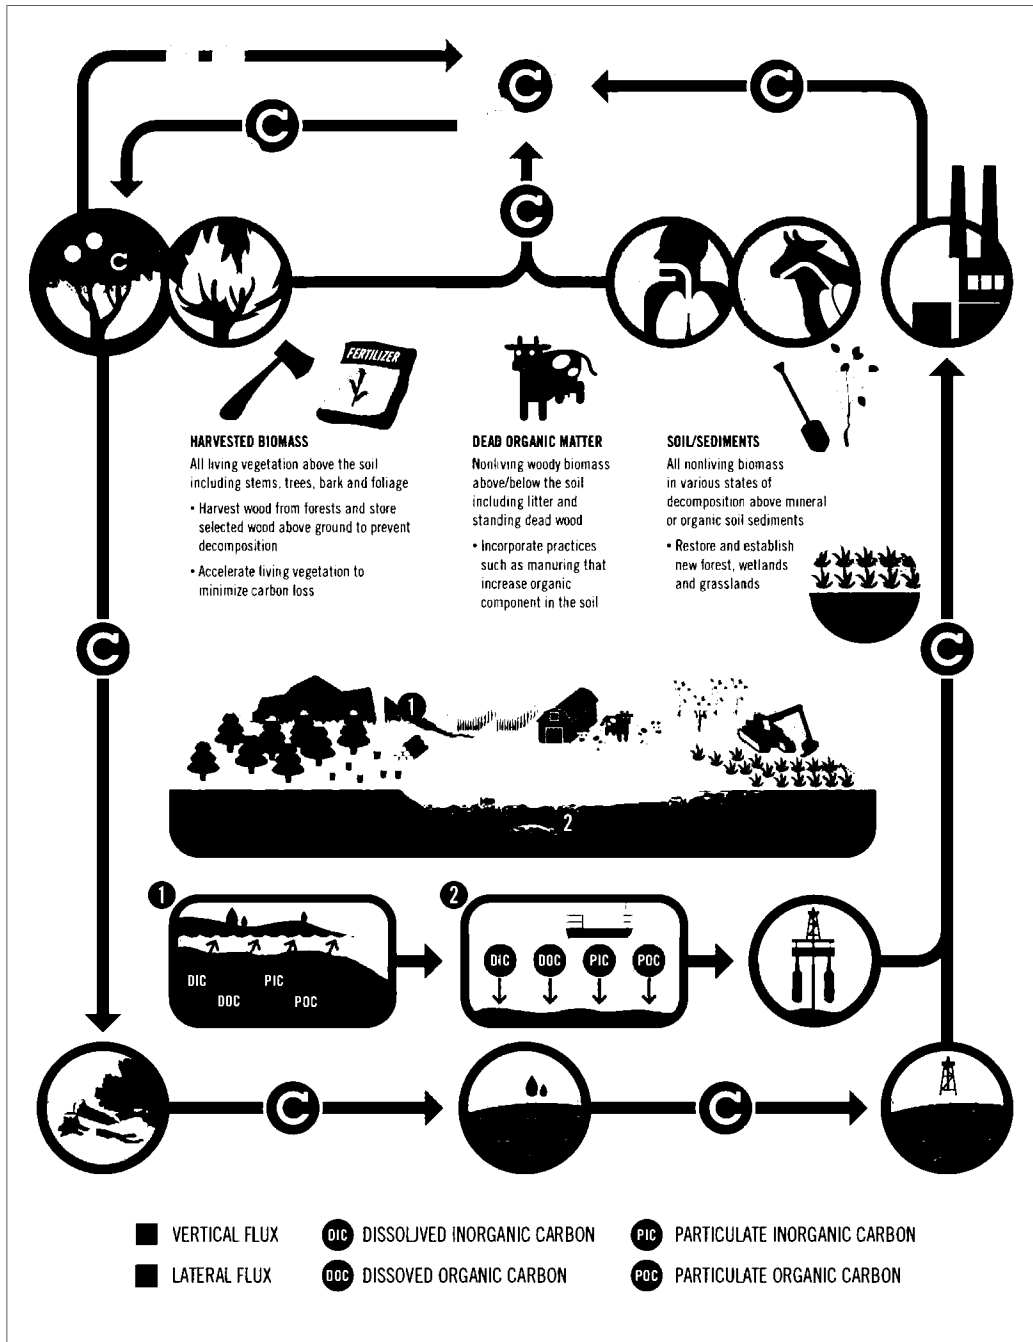 C
C
C
C
C
FERTILIZER
HARVESTED BIOMASS
All living vegetation above the soil
including stems, trees, bark and foliage
• Harvest wood from forests and store
selected wood above ground to prevent
decomposition
• Accelerate living vegetation to
minimize carbon loss
DEAD ORGANIC MATTER
Nonliving woody biomass
above/below the soil
including litter and
standing dead wood
• Incorporate practices
such as manuring that
increase organic
component in the soil
SOIL/SEDIMENTS
All nonliving biomass
in various states of
decomposition above mineral
or organic soil sediments
• Restore and establish
new forest, wetlands
and grasslands
C
C
1
2
1
DIC
PIC
DOC
POC
2
DIC
DOC
PIC
POC
C
C
VERTICAL FLUX
DIC DISSOLVED INORGANIC CARBON
PIC PARTICULATE INORGANIC CARBON
LATERAL FLUX
DOC DISSOVED ORGANIC CARBON
POC PARTICULATE ORGANIC CARBON